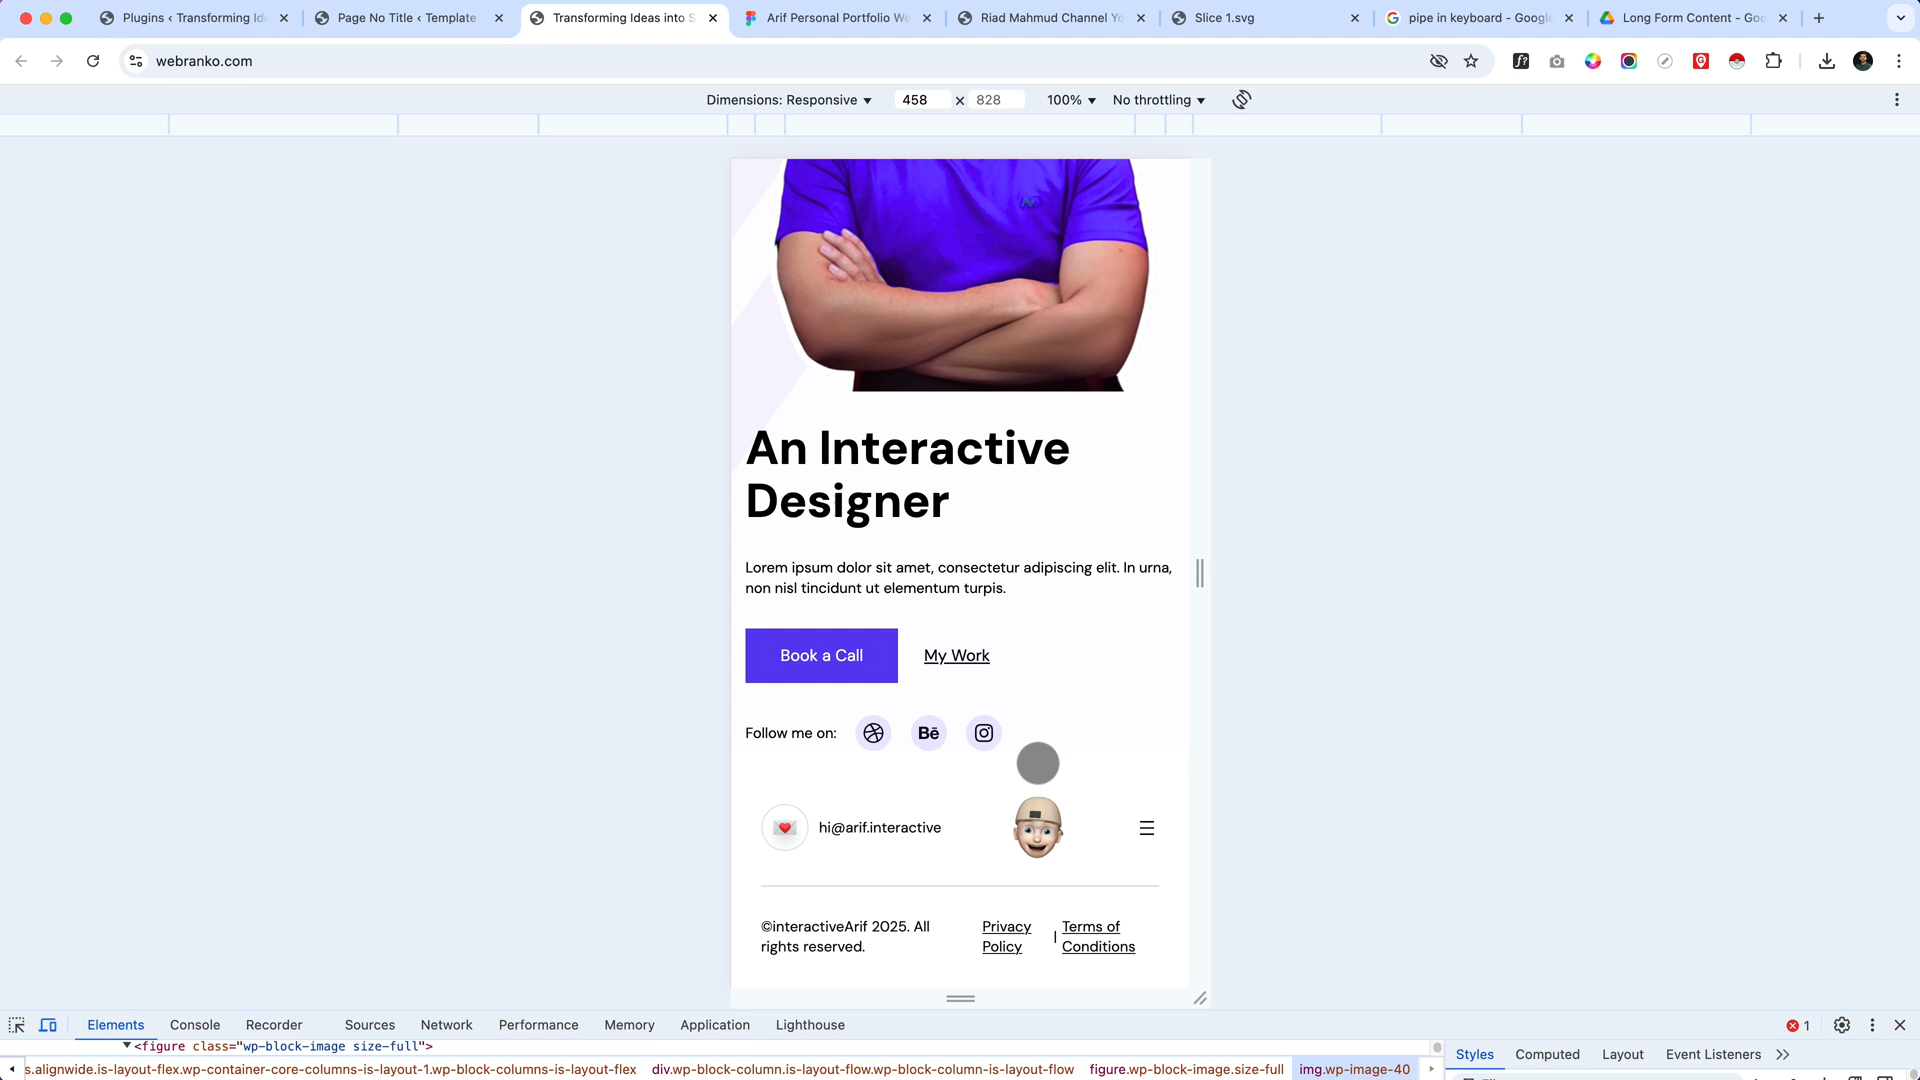 Plugins ‹ Transforming Id
Page No Title ‹ Template
Transforming Ideas into S
Arif Personal Portfolio We
Riad Mahmud Channel Yo
Slice 1.svg
pipe in keyboard - Google
Long Form Content - Goo
webranko.com
Dimensions: Responsive 458 × 828 100% No throttling
An Interactive
Designer
Lorem ipsum dolor sit amet, consectetur adipiscing elit. In urna,
non nisl tincidunt ut elementum turpis.
Book a Call My Work
Follow me on: Bē
hi@arif.interactive
©interactiveArif 2025. All
rights reserved.
Privacy
Policy
|
Terms of
Conditions
Elements Console Recorder Sources Network Performance Memory Application Lighthouse 1
<figure class="wp-block-image size-full">
Styles Computed Layout Event Listeners
s.alignwide.is-layout-flex.wp-container-core-columns-is-layout-1.wp-block-columns-is-layout-flex div.wp-block-column.is-layout-flow.wp-block-column-is-layout-flow figure.wp-block-image.size-full img.wp-image-40